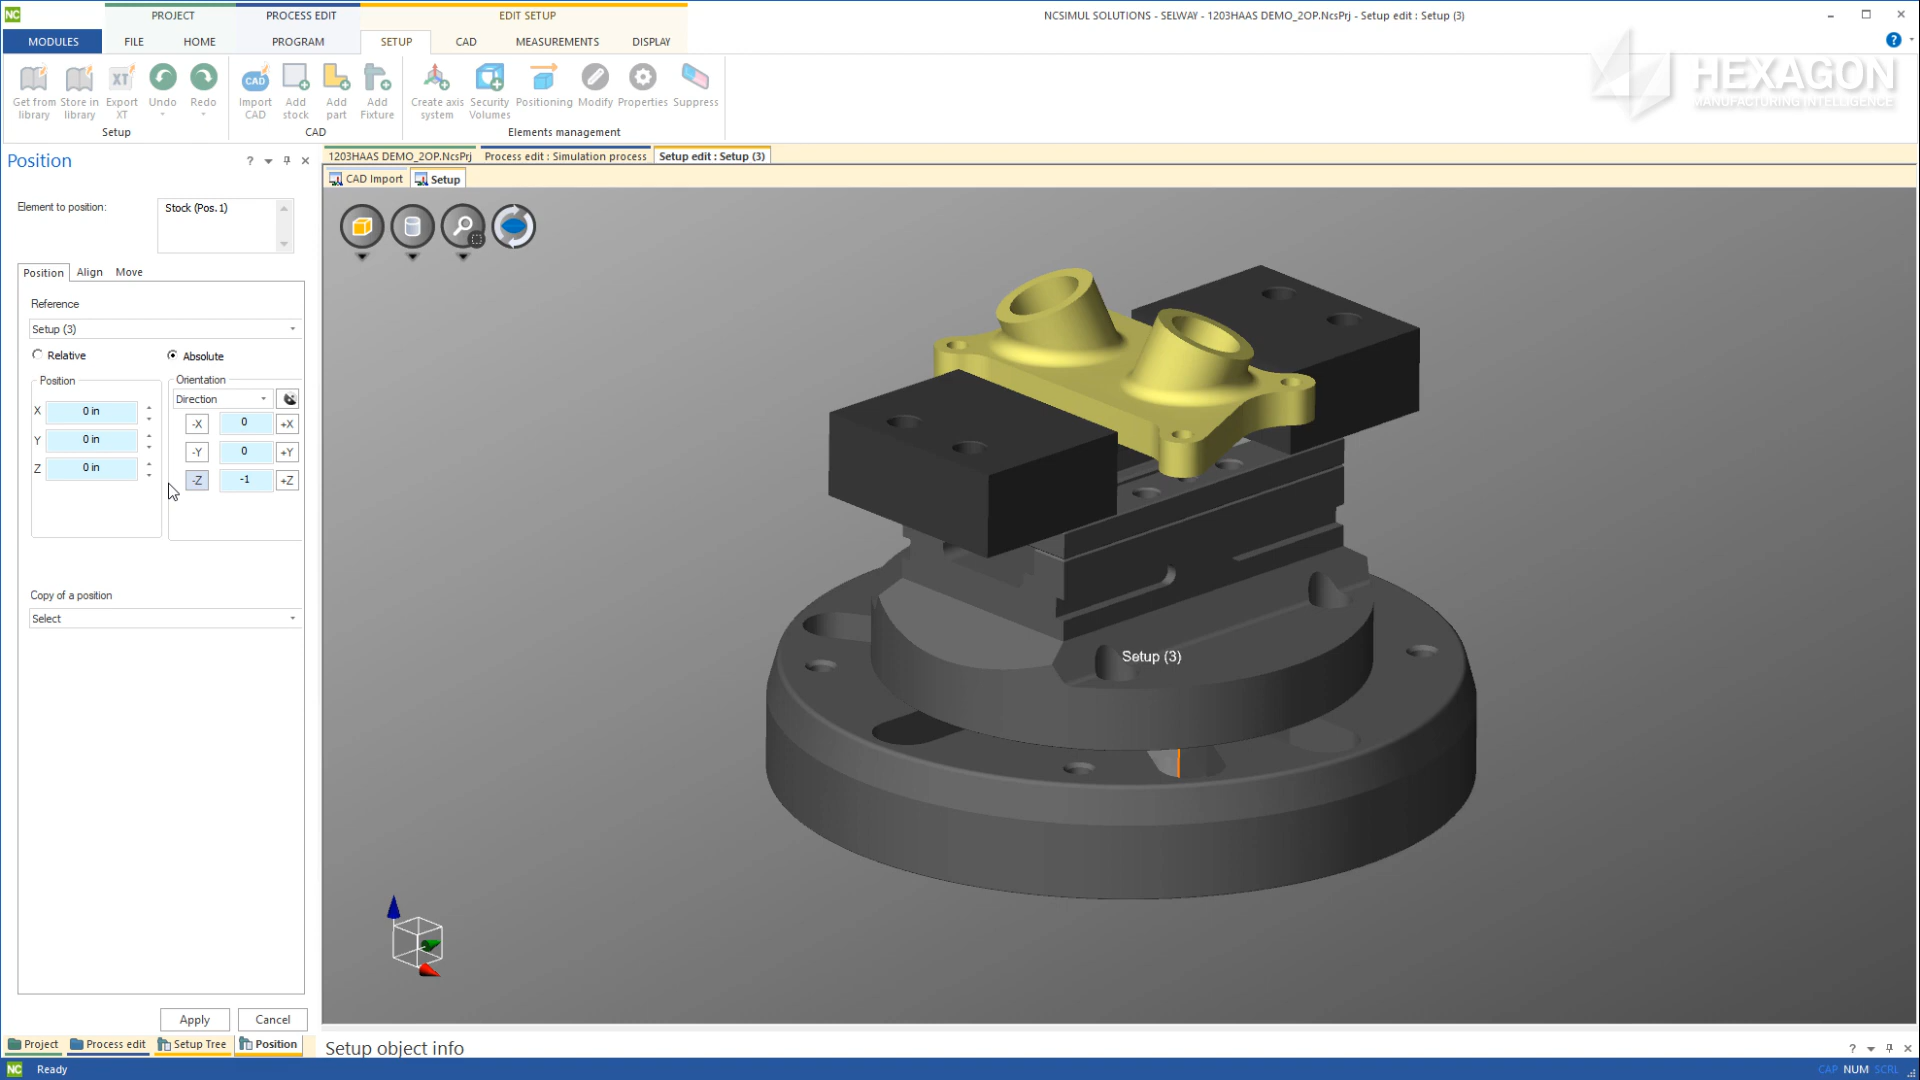 PROJECT PROCESS EDIT EDIT SETUP NCSIMUL SOLUTIONS - SELWAY - 1203HAAS DEMO_2OP.NcsPrj - Setup edit : Setup (3)
MODULES FILE HOME PROGRAM SETUP CAD MEASUREMENTS DISPLAY
Get from library Store in library Export XT Undo Redo
Import CAD Add stock Add part Add Fixture
Create axis system Security Volumes Positioning Modify Properties Suppress
Setup CAD Elements management
HEXAGON
MANUFACTURING INTELLIGENCE
Position
1203HAAS DEMO_2OP.NcsPrj Process edit : Simulation process Setup edit : Setup (3)
CAD Import Setup
Element to position: Stock (Pos. 1)
Position Align Move
Reference
Setup (3)
Relative Absolute
Position Orientation
Direction
X 0 in -X 0 +X
Y 0 in -Y 0 +Y
Z 0 in -Z -1 +Z
Copy of a position
Select
Setup (3)
Apply Cancel
Project Process edit Setup Tree Position
Setup object info
NC Ready CAP NUM SCRL